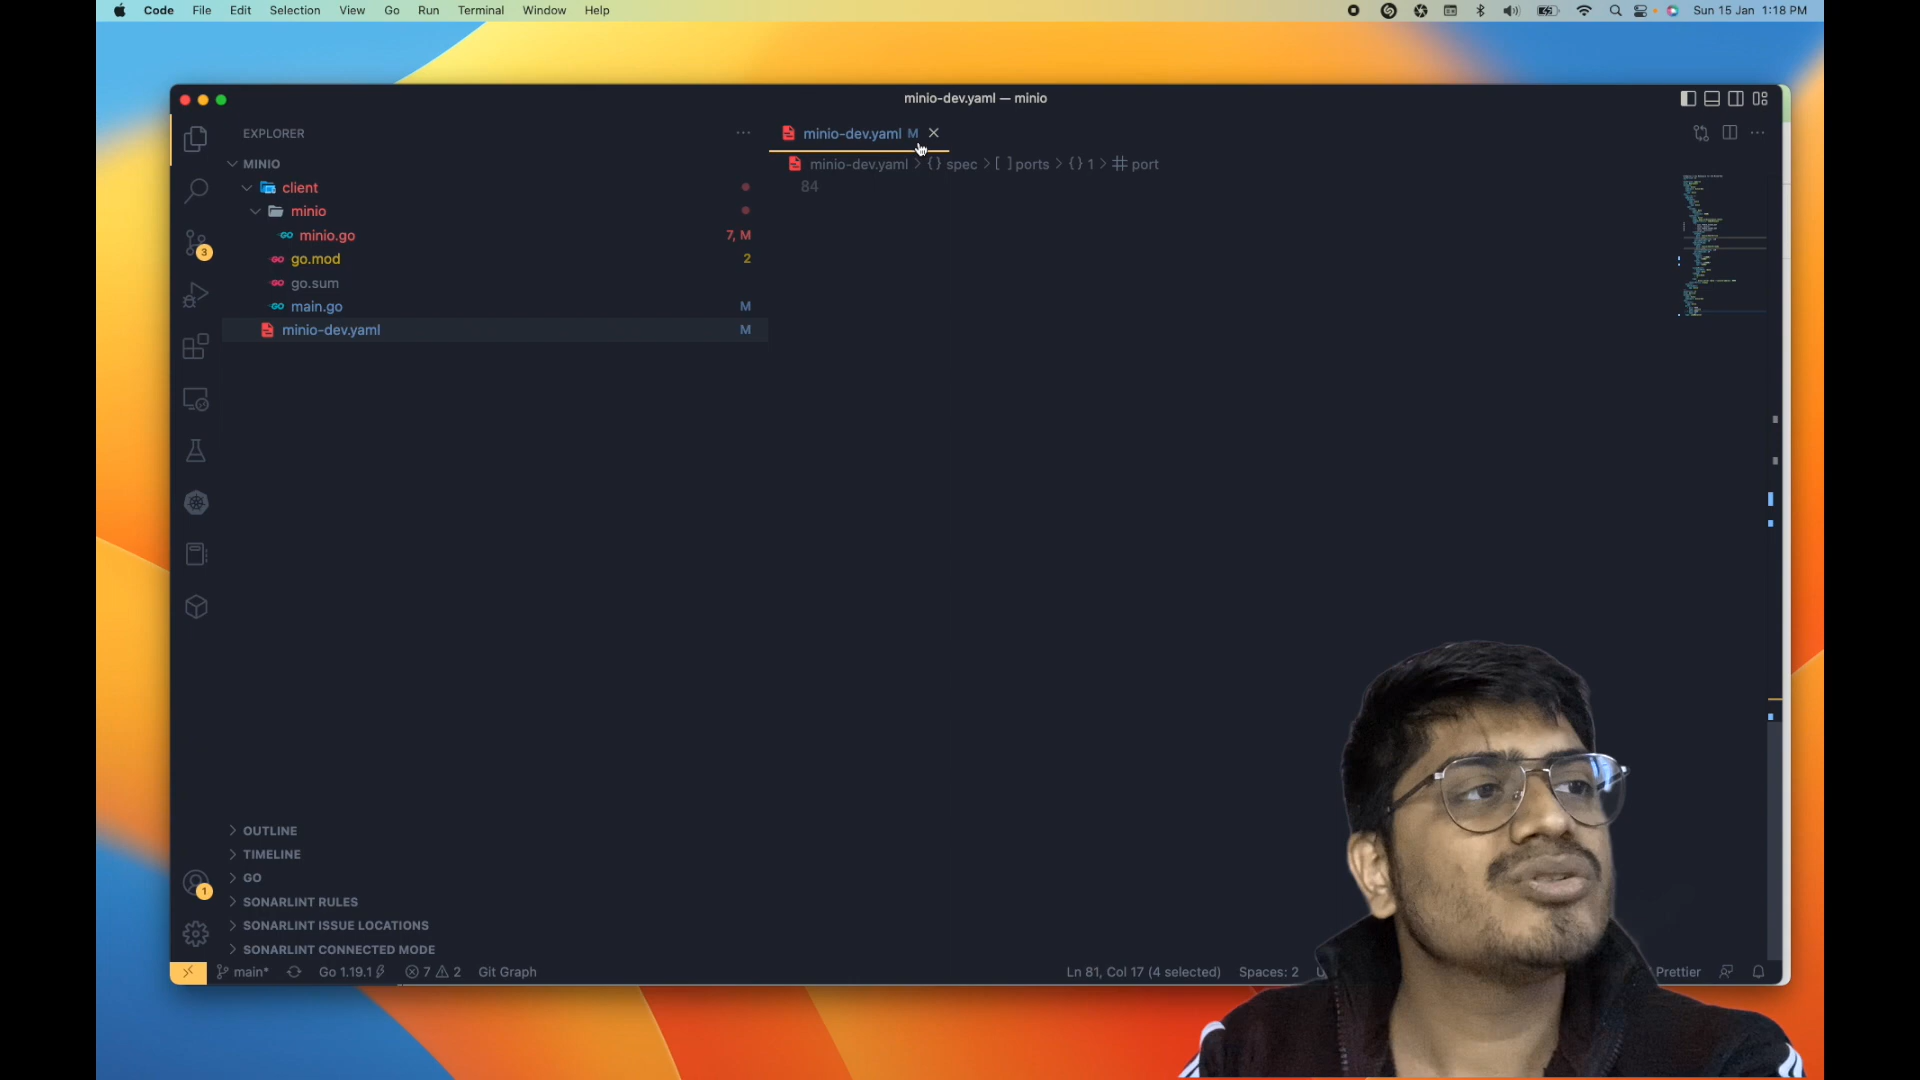 Code File Edit Selection View Go Run Terminal Window Help Sun 15 Jan 1:18 PM
minio-dev.yaml — minio
EXPLORER
minio-dev.yaml M
MINIO
minio-dev.yaml > {} spec > [ ] ports > {} 1 > # port
84
client
minio
minio.go 7, M
go.mod 2
go.sum
main.go M
minio-dev.yaml M
3
OUTLINE
TIMELINE
GO
1
SONARLINT RULES
SONARLINT ISSUE LOCATIONS
SONARLINT CONNECTED MODE
main* Go 1.19.1 7 2 Git Graph Ln 81, Col 17 (4 selected) Spaces: 2 Prettier